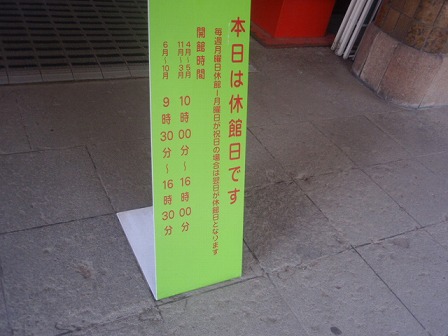 本日は休館日です
毎週月曜日休館／月曜日が祝日の場合は翌日が休館日となります
開館時間
4月〜5月
11月〜3月
10時00分〜16時00分
6月〜10月
9時30分〜16時30分